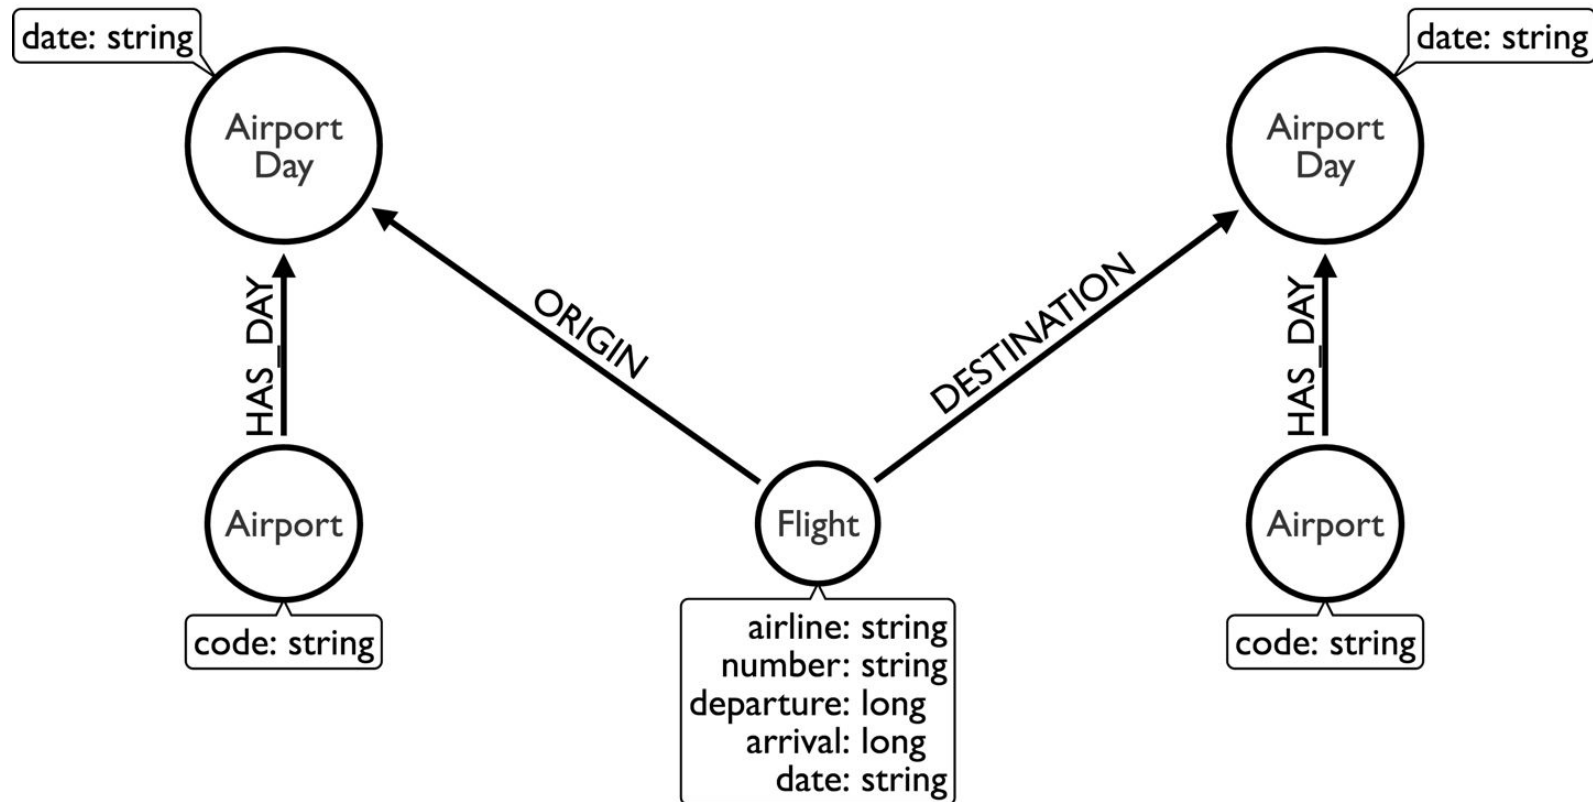 date: string
date: string
Airport
Day
Airport
Day
HAS_DAY
ORIGIN
DESTINATION
HAS_DAY
Airport
Flight
Airport
code: string
airline: string
number: string
departure: long
arrival: long
date: string
code: string